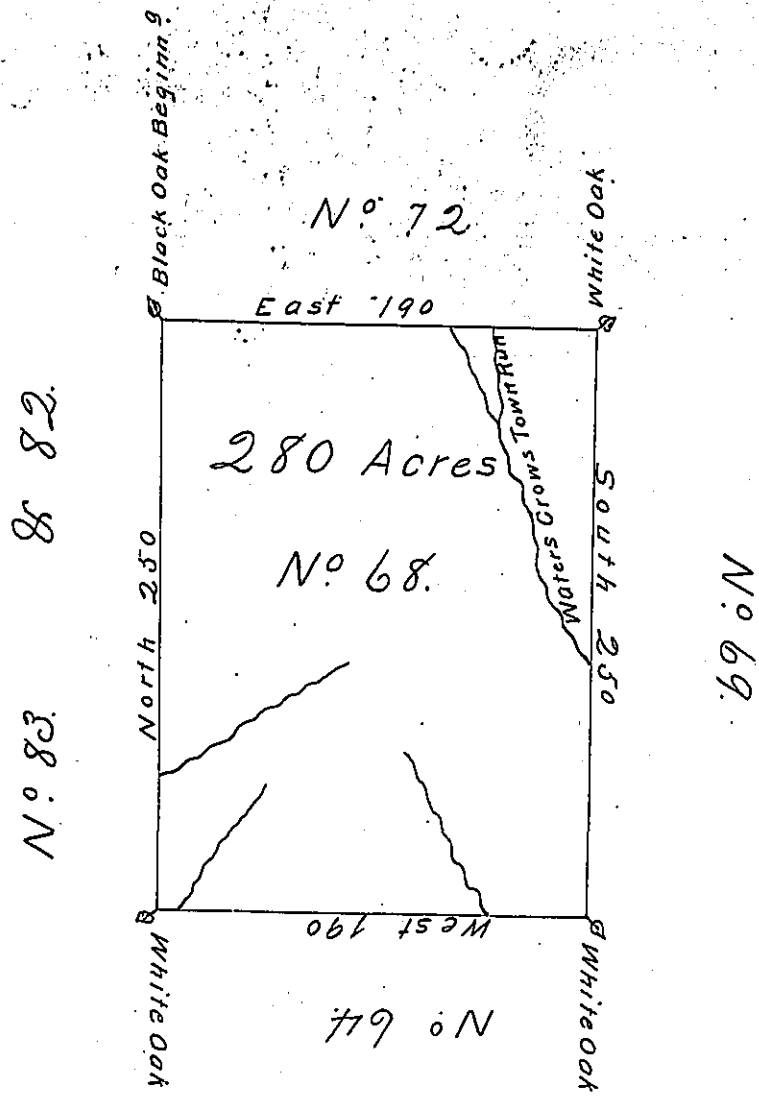 Black Oak Beginn g
White Oak
No 72
East 190
280 Acres
No 68.
Waters Crows Town Run
South 250
No 69.
North 250
No 83. & 82.
West 190
White Oak
White Oak
No 64